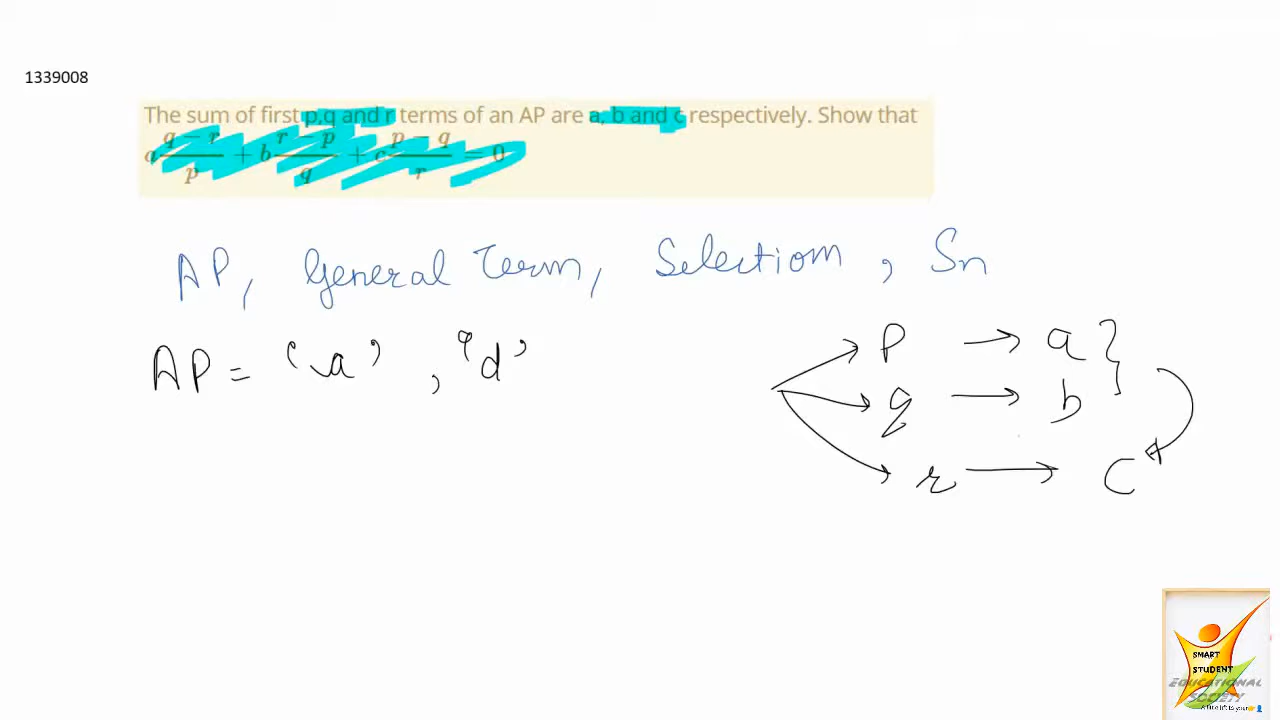 1339008
The sum of first p,q and r terms of an AP are a, b and c respectively. Show that
a (q − r)/p + b (r − p)/q + c (p − q)/r = 0
AP, General Term, Selection, Sn
AP = 'a', 'd'
p → a }
q → b
r → c
SMART
STUDENT
EDUCATIONAL
SOCIETY